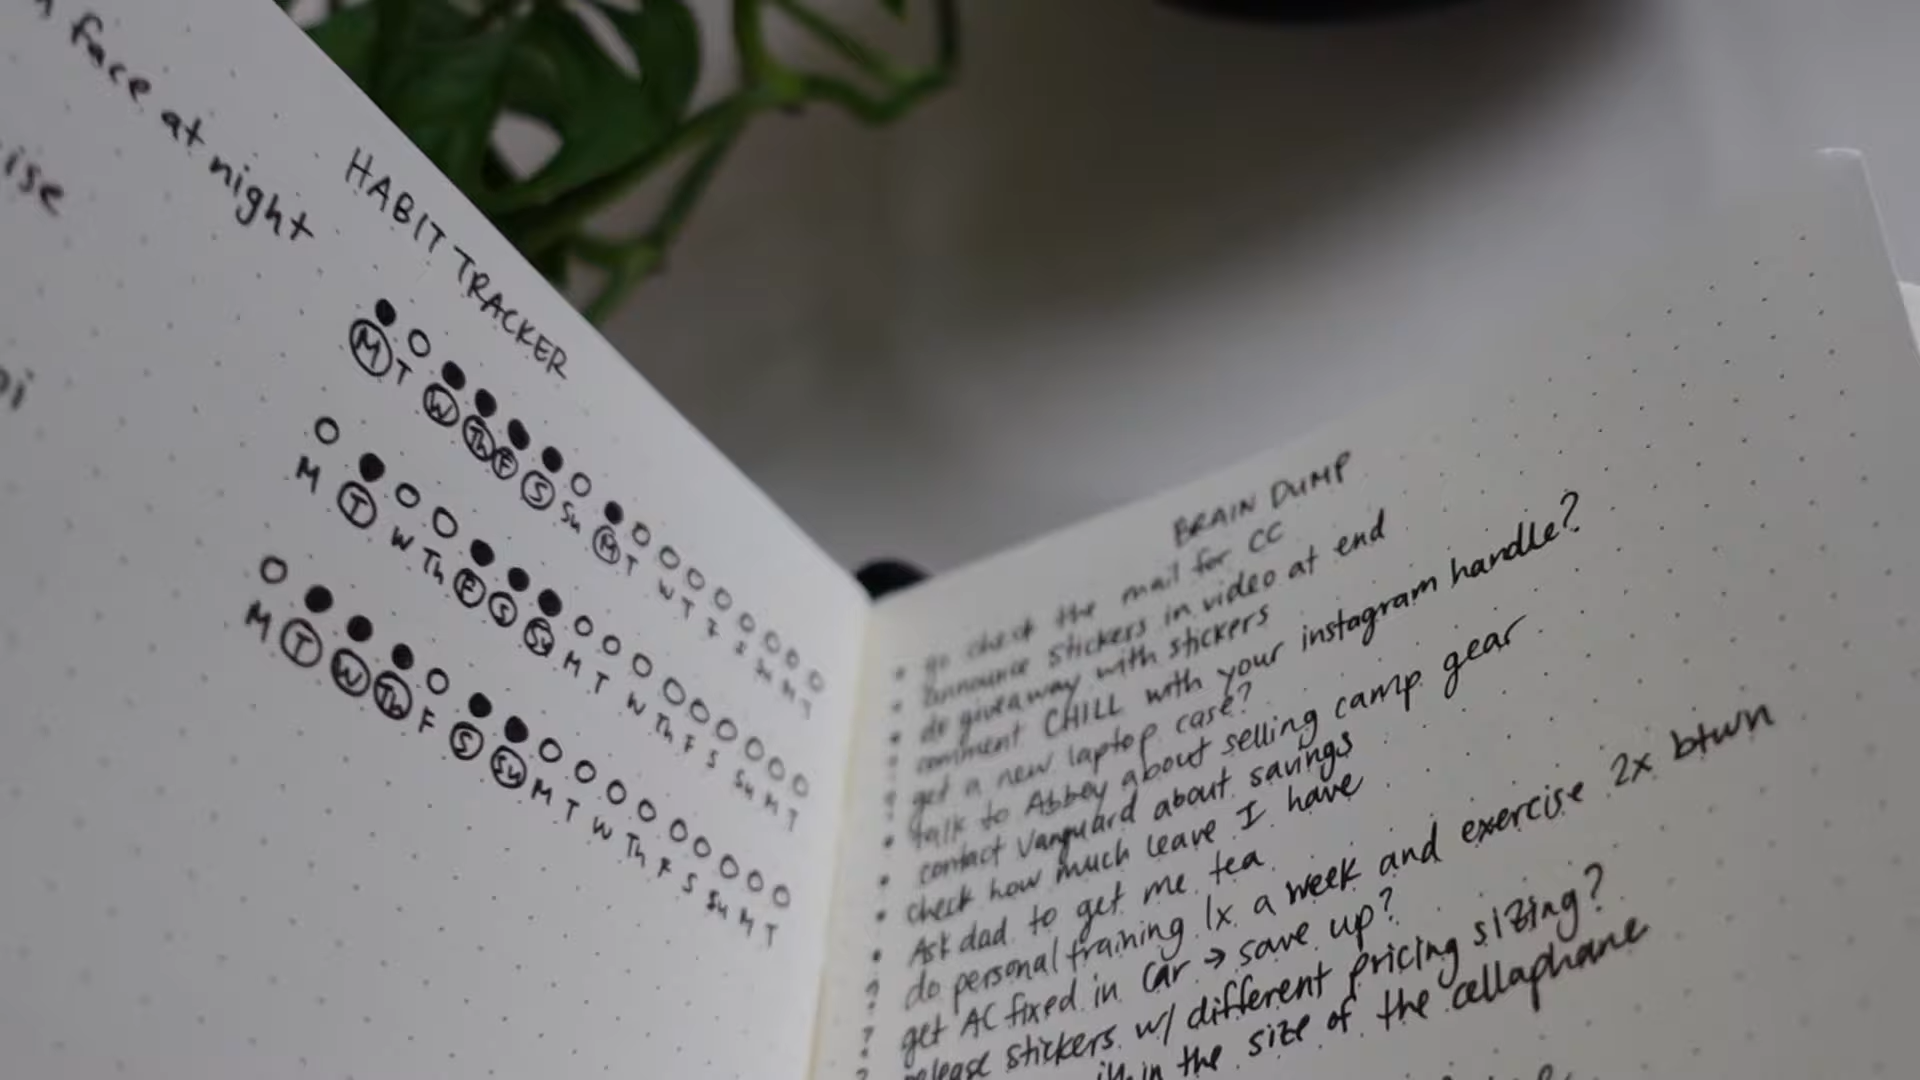 face at night
ise
oi
HABIT TRACKER
M T W Th F S Su M T W T F S Su M T
M T W Th F S Su M T W Th F S Su M T
M T W Th F S Su M T W Th F S Su M T
BRAIN DUMP
go check the mail for CC
announce stickers in video at end
do giveaway with stickers
comment CHILL with your instagram handle?
get a new laptop case?
talk to Abbey about selling camp gear
contact Vanguard about savings
check how much leave I have
Ask dad to get me tea
do personal training 1x a week and exercise 2x btwn
get AC fixed in car → save up?
release stickers w/ different pricing sizing?
in the size of the cellaphane